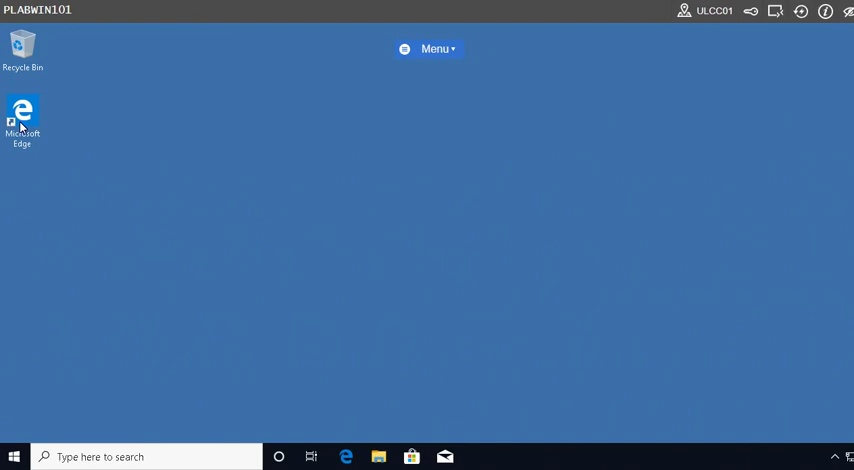 PLABWIN101
ULCC01
Menu
Recycle Bin
Microsoft
Edge
Type here to search